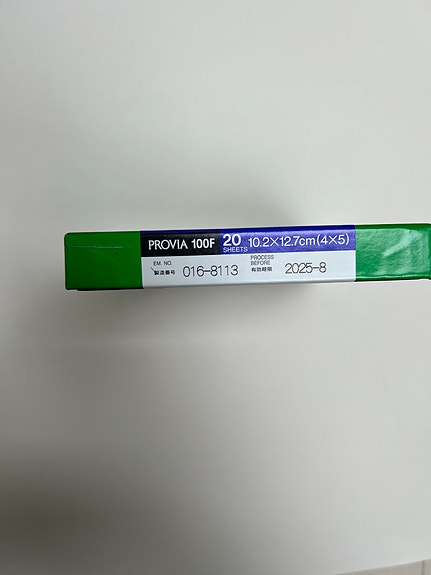 PROVIA 100F 20 SHEETS 10.2×12.7cm(4×5)
EM. NO. 製造番号 016-8113 PROCESS BEFORE 有効期限 2025-8